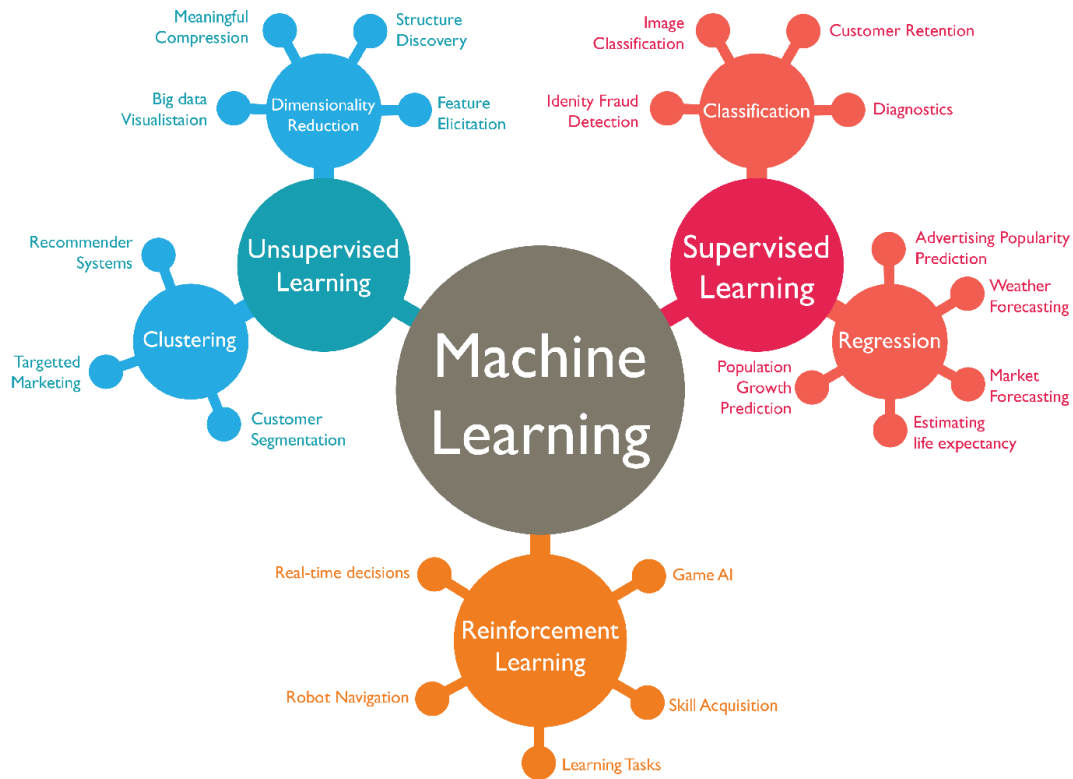 Meaningful
Compression
Structure
Discovery
Big data
Visualistaion
Dimensionality
Reduction
Feature
Elicitation
Image
Classification
Customer Retention
Idenity Fraud
Detection
Classification
Diagnostics
Unsupervised
Learning
Supervised
Learning
Recommender
Systems
Clustering
Targetted
Marketing
Customer
Segmentation
Machine
Learning
Advertising Popularity
Prediction
Weather
Forecasting
Regression
Population
Growth
Prediction
Market
Forecasting
Estimating
life expectancy
Real-time decisions
Game AI
Reinforcement
Learning
Robot Navigation
Skill Acquisition
Learning Tasks